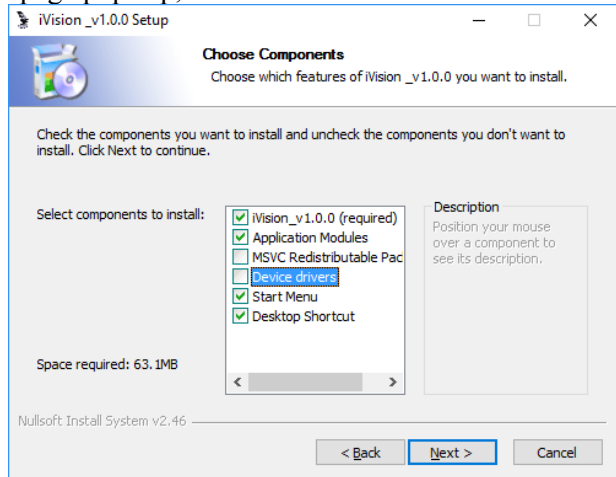 iVision _v1.0.0 Setup
Choose Components
Choose which features of iVision _v1.0.0 you want to install.
Check the components you want to install and uncheck the components you don't want to
install. Click Next to continue.
Select components to install:
iVision_v1.0.0 (required)
Application Modules
MSVC Redistributable Pac
Device drivers
Start Menu
Desktop Shortcut
Description
Position your mouse
over a component to
see its description.
Space required: 63.1MB
Nullsoft Install System v2.46
< Back
Next >
Cancel